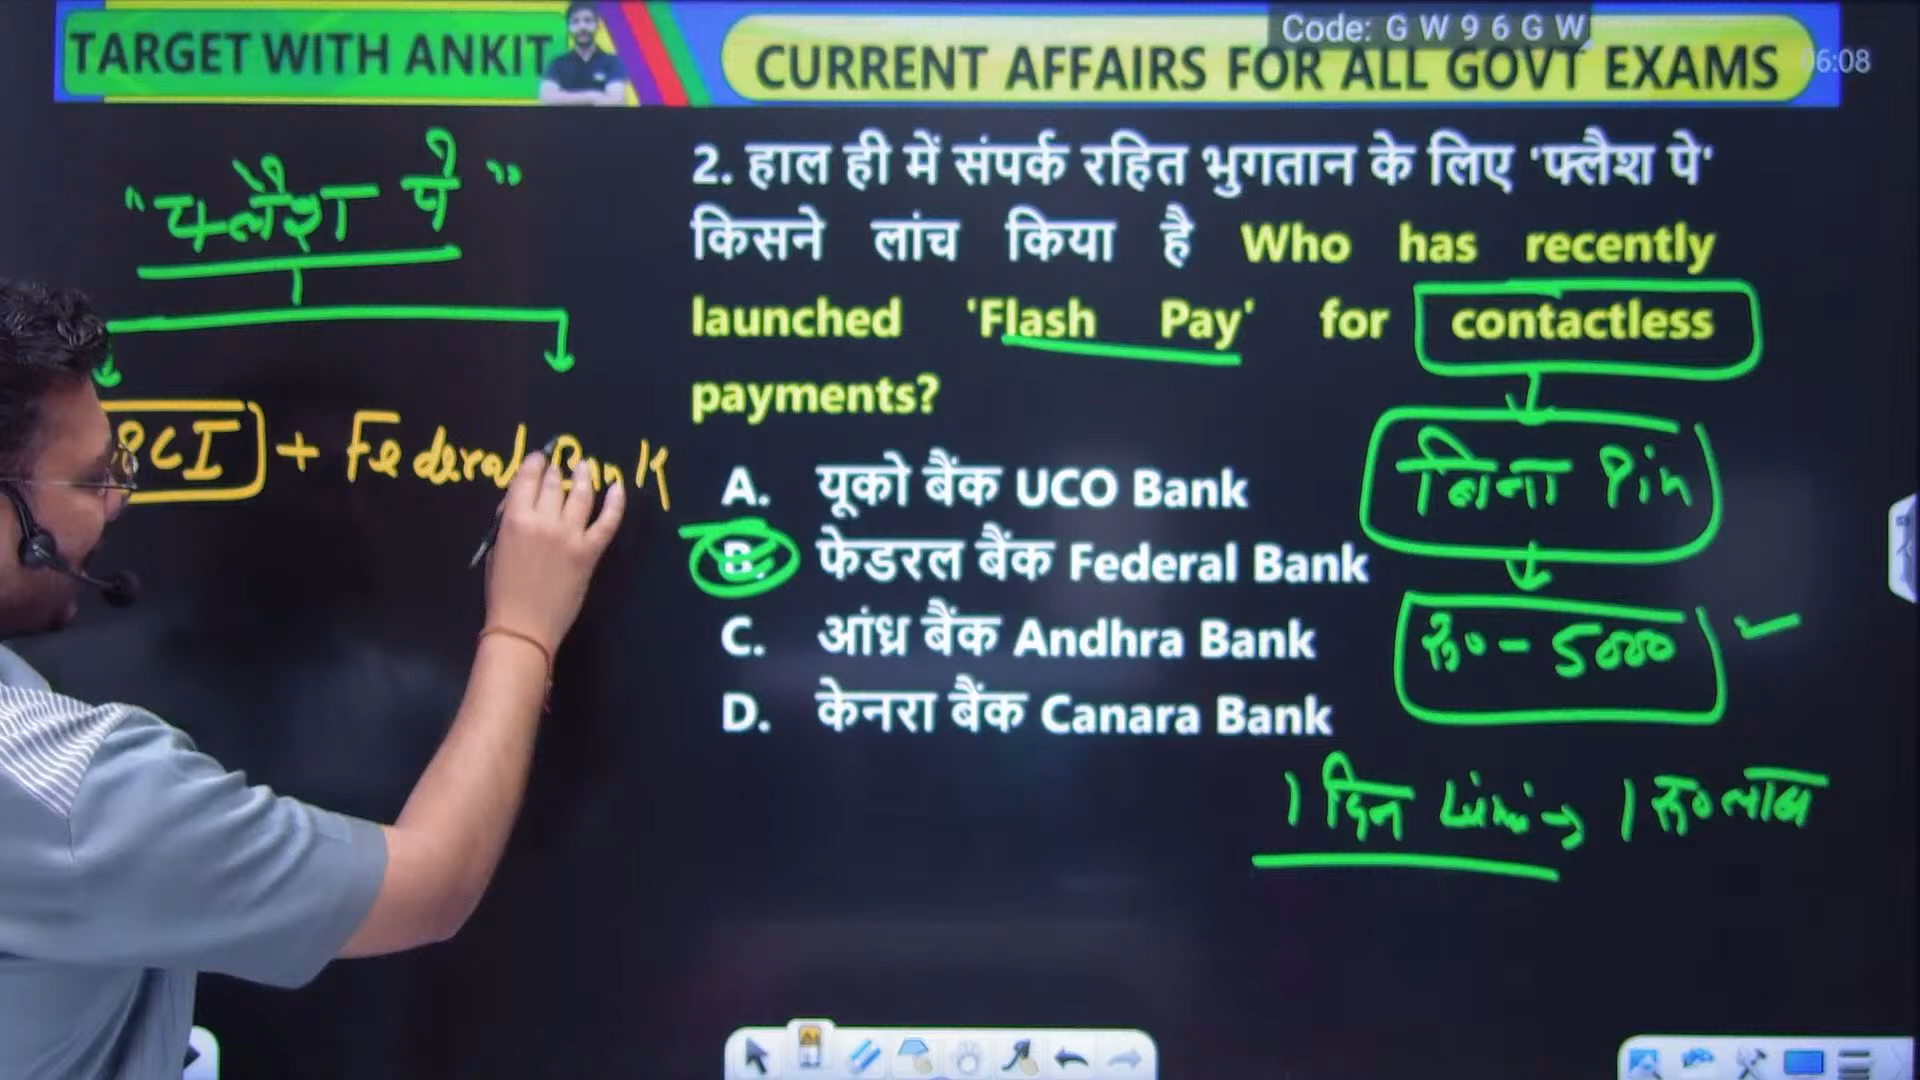 TARGET WITH ANKIT
CURRENT AFFAIRS FOR ALL GOVT EXAMS
Code: G W 9 6 G W
6:08
"फ्लैश पे"
PCI + Federal Bank
2. हाल ही में संपर्क रहित भुगतान के लिए 'फ्लैश पे'
किसने लांच किया है Who has recently
launched 'Flash Pay' for contactless
payments?
A. यूको बैंक UCO Bank
B. फेडरल बैंक Federal Bank
C. आंध्र बैंक Andhra Bank
D. केनरा बैंक Canara Bank
बिना Pin
रु० - 5000
1 दिन Limi → 1 रु० लाख